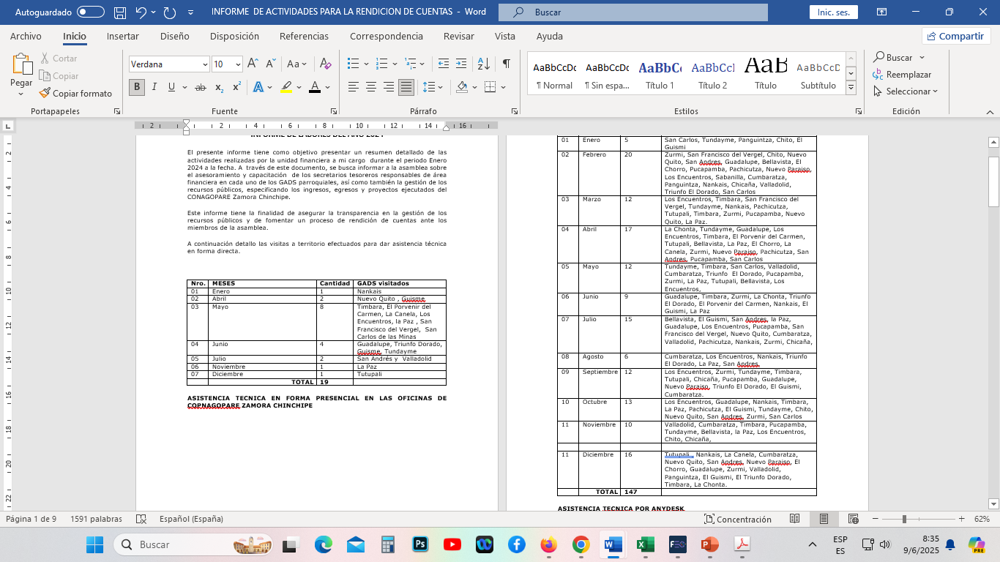 Autoguardado
INFORME  DE ACTIVIDADES PARA LA RENDICION DE CUENTAS  -  Word
Buscar
Inic. ses.
Archivo
Inicio
Insertar
Diseño
Disposición
Referencias
Correspondencia
Revisar
Vista
Ayuda
Compartir
Pegar
Cortar
Copiar
Copiar formato
Portapapeles
Verdana
10
Fuente
Párrafo
AaBbCcDc
¶ Normal
AaBbCcDc
¶ Sin espa...
AaBbCc
Título 1
AaBbCcI
Título 2
AaB
Título
AaBbCcD
Subtítulo
Estilos
Buscar
Reemplazar
Seleccionar
Edición
INFORME DE LABORES DEL AÑO 2024
El presente informe tiene como objetivo presentar un resumen detallado de las
actividades realizadas por la unidad financiera a mi cargo  durante el periodo Enero
2024 a la fecha. A  través de este documento, se busca informar a la asamblea sobre
el asesoramiento y capacitación  de los secretarios tesoreros responsables de área
financiera en cada uno de los GADS parroquiales, así como también la gestión de los
recursos públicos, especificando los ingresos, egresos y proyectos ejecutados del
CONAGOPARE Zamora Chinchipe.
Este informe tiene la finalidad de asegurar la transparencia en la gestión de los
recursos públicos y de fomentar un proceso de rendición de cuentas ante los
miembros de la asamblea.
A continuación detallo las visitas a territorio efectuados para dar asistencia técnica
en forma directa.
Nro. MESES Cantidad GADS visitados
01 Enero 1 Nankais
02 Abril 2 Nuevo Quito , Guisme
03 Mayo 8 Timbara, El Porvenir del
Carmen, La Canela, Los
Encuentros, la Paz , San
Francisco del Vergel,  San
Carlos de las Minas
04 Junio 4 Guadalupe, Triunfo Dorado,
Guisme, Tundayme
05 Julio 2 San Andrés y  Valladolid
06 Noviembre 1 La Paz
07 Diciembre 1 Tutupali
TOTAL 19
ASISTENCIA TECNICA EN FORMA PRESENCIAL EN LAS OFICINAS DE
COPNAGOPARE ZAMORA CHINCHIPE
01 Enero 5 San Carlos, Tundayme, Panguintza, Chito, El
Guismi
02 Febrero 20 Zurmi, San Francisco del Vergel, Chito, Nuevo
Quito, San Andres, Guadalupe, Bellavista, El
Chorro, Pucapamba, Pachicutza, Nuevo Paraiso,
Los Encuentros, Sabanilla, Cumbaratza,
Panguintza, Nankais, Chicaña, Valladolid,
Triunfo El Dorado, San Carlos
03 Marzo 12 Los Encuentros, Timbara, San Francisco del
Vergel, Tundayme, Nankais, Pachicutza,
Tutupali, Timbara, Zurmi, Pucapamba, Nuevo
Quito, La Paz.
04 Abril 17 La Chonta, Tundayme, Guadalupe, Los
Encuentros, Timbara, El Porvenir del Carmen,
Tutupali, Bellavista, La Paz, El Chorro, La
Canela, Zurmi, Nuevo Paraiso, Pachicutza, San
Andres, Pucapamba, San Carlos
05 Mayo 12 Tundayme, Timbara, San Carlos, Valladolid,
Cumbaratza, Triunfo  El Dorado, Pucapamba,
Zurmi, La Paz, Tutupali, Bellavista, Los
Encuentros,
06 Junio 9 Guadalupe, Timbara, Zurmi, La Chonta, Triunfo
El Dorado, El Porvenir del Carmen, Nankais, El
Guismi, La Paz
07 Julio 15 Bellavista, El Guismi, San Andres, la Paz,
Guadalupe, Los Encuentros, Pucapamba, San
Francisco del Vergel, Nuevo Quito, Cumbaratza,
Valladolid, Pachicutza, Nankais, Zurmi, Chicaña,
08 Agosto 6 Cumbaratza, Los Encuentros, Nankais, Triunfo
El Dorado, La Paz, San Andres,
09 Septiembre 12 Los Encuentros, Zurmi, Tundayme, Timbara,
Tutupali, Chicaña, Pucapamba, Guadalupe,
Nuevo Paraiso, Triunfo El Dorado, El Guismi,
Cumbaratza.
10 Octubre 13 Los Encuentros, Guadalupe, Nankais, Timbara,
La Paz, Pachicutza, El Guismi, Tundayme, Chito,
Nuevo Quito, San Andres, Zurmi, San Carlos
11 Noviembre 10 Valladolid, Cumbaratza, Timbara, Pucapamba,
Tundayme, Bellavista, la Paz, Los Encuentros,
Chito, Chicaña,
11 Diciembre 16 Tutupali , Nankais, La Canela, Cumbaratza,
Nuevo Quito, San Andres, Nuevo Paraiso, El
Chorro, Guadalupe, Zurmi, Valladolid,
Panguintza, El Guismi, El Triunfo Dorado,
Timbara, La Chonta.
TOTAL 147
ASISTENCIA TECNICA POR ANYDESK
Página 1 de 9
1591 palabras
Español (España)
Concentración
62%
Buscar
ESP
ES
8:35
9/6/2025